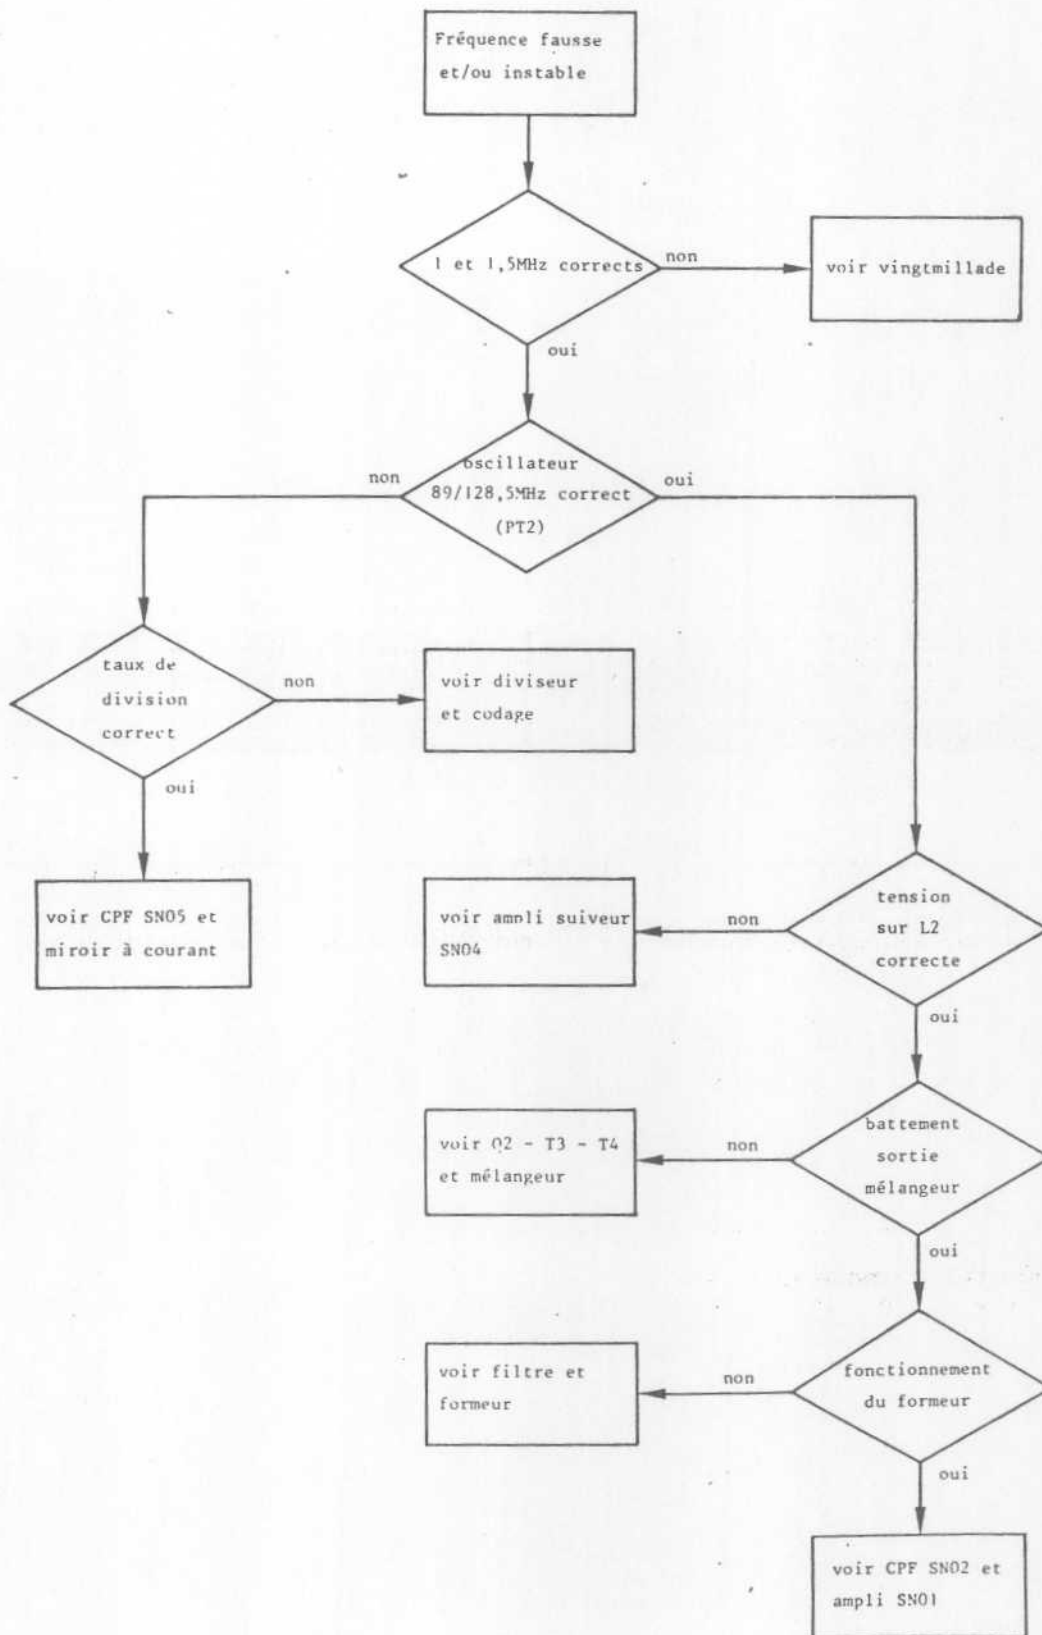 Fréquence fausse
et/ou instable
1 et 1,5MHz corrects
non
voir vingtmillade
oui
oscillateur
89/128,5MHz correct
(PT2)
non
oui
taux de
division
correct
non
voir diviseur
et codage
oui
voir CPF SN05 et
miroir à courant
tension
sur L2
correcte
non
voir ampli suiveur
SN04
oui
battement
sortie
mélangeur
non
voir Q2 - T3 - T4
et mélangeur
oui
fonctionnement
du formeur
non
voir filtre et
formeur
oui
voir CPF SN02 et
ampli SN01